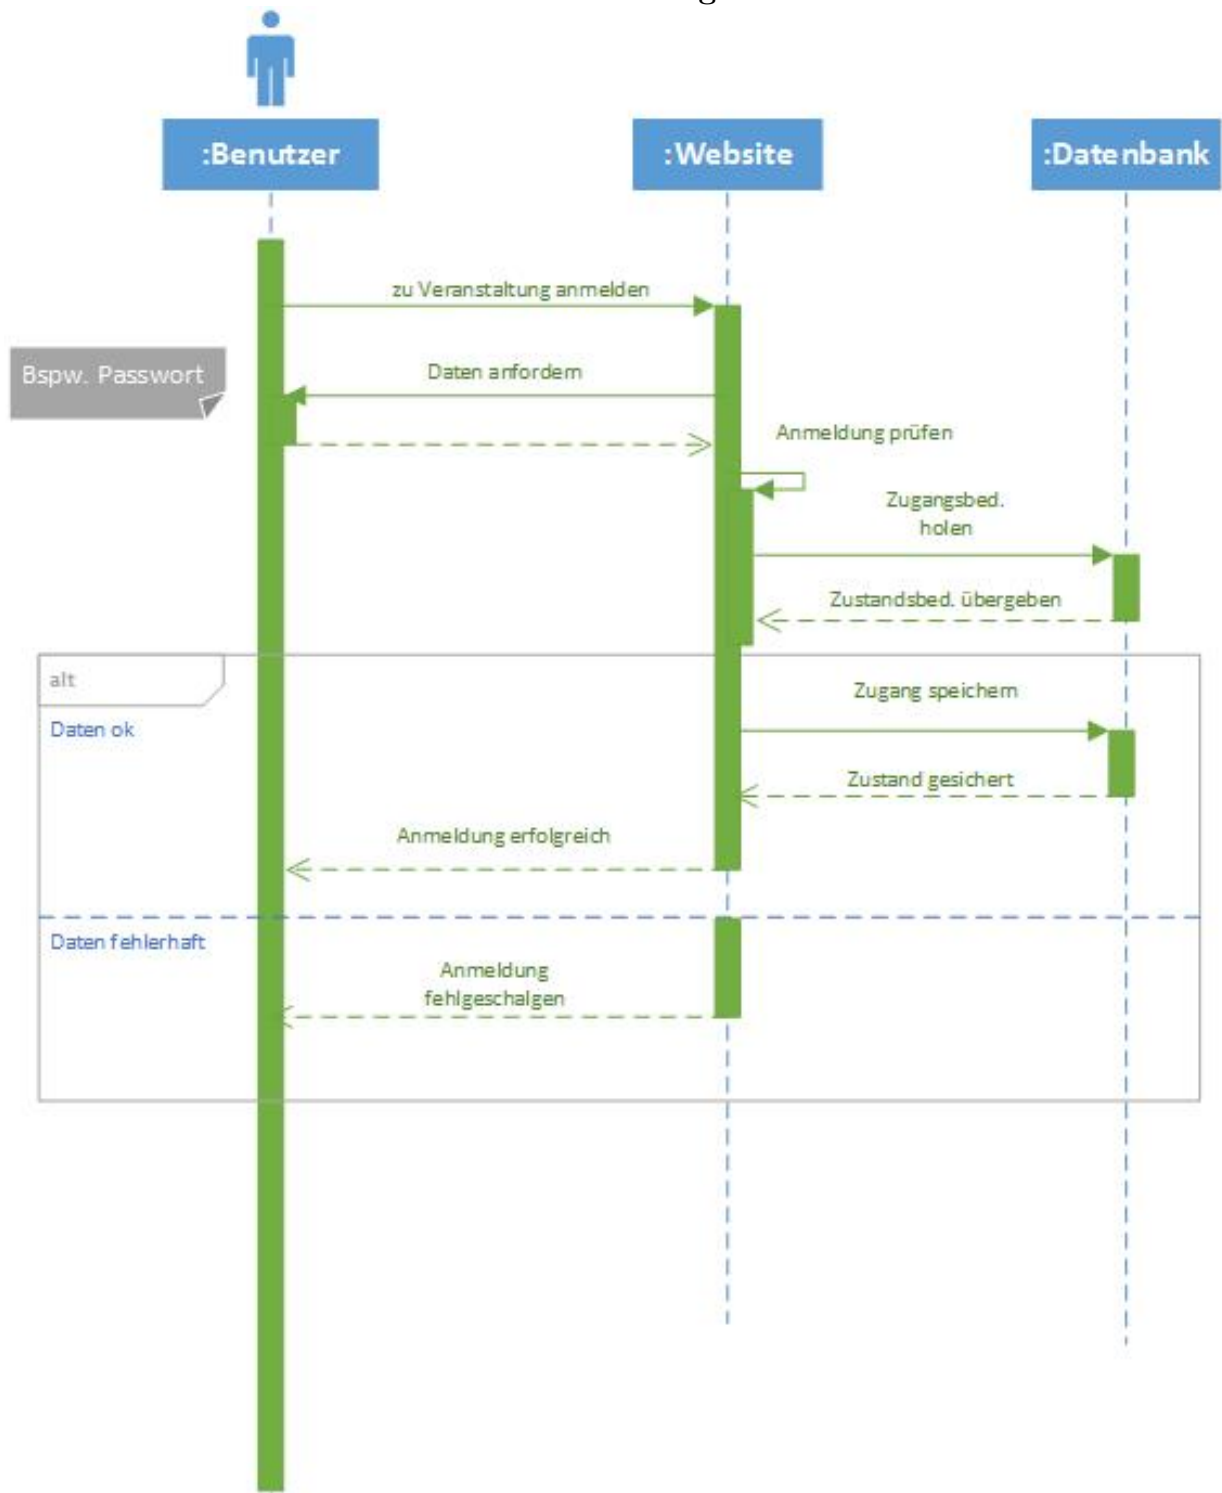 :Benutzer
:Website
:Datenbank
zu Veranstaltung anmelden
Bspw. Passwort
Daten anfordern
Anmeldung prüfen
Zugangsbed.
holen
Zustandsbed. übergeben
alt
Zugang speichern
Daten ok
Zustand gesichert
Anmeldung erfolgreich
Daten fehlerhaft
Anmeldung
fehlgeschalgen